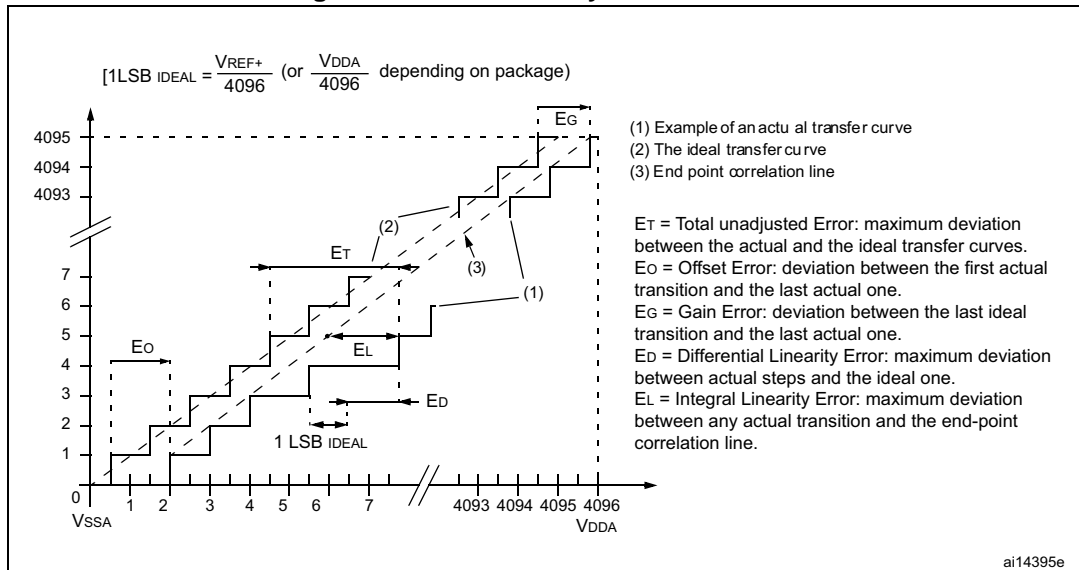 [1LSB IDEAL = VREF+ / 4096 (or VDDA / 4096 depending on package)
EG
4095
4094
4093
(1) Example of an actu al transfer curve
(2) The ideal transfer curve
(3) End point correlation line
(2)
ET
(3)
(1)
7
6
5
4
3
2
1
0
EO
EL
ED
1 LSB IDEAL
ET = Total unadjusted Error: maximum deviation
between the actual and the ideal transfer curves.
EO = Offset Error: deviation between the first actual
transition and the last actual one.
EG = Gain Error: deviation between the last ideal
transition and the last actual one.
ED = Differential Linearity Error: maximum deviation
between actual steps and the ideal one.
EL = Integral Linearity Error: maximum deviation
between any actual transition and the end-point
correlation line.
1 2 3 4 5 6 7 4093 4094 4095 4096
VSSA
VDDA
ai14395e